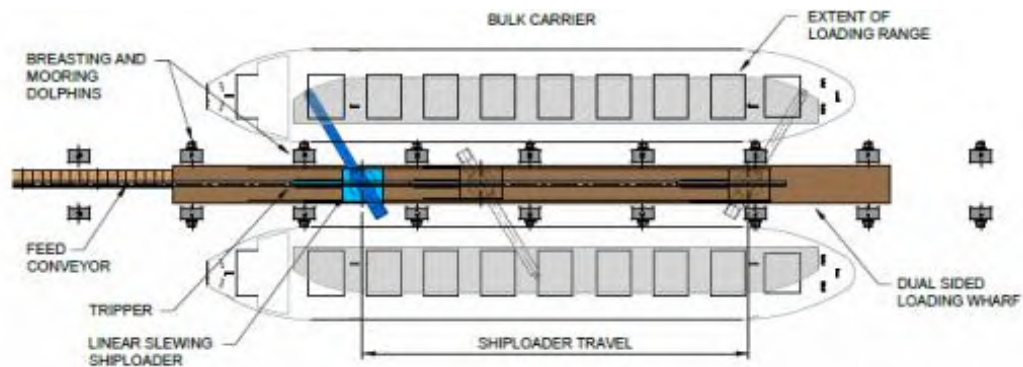 BULK CARRIER
EXTENT OF
LOADING RANGE
BREASTING AND
MOORING
DOLPHINS
FEED
CONVEYOR
TRIPPER
LINEAR SLEWING
SHIPLOADER
SHIPLOADER TRAVEL
DUAL SIDED
LOADING WHARF